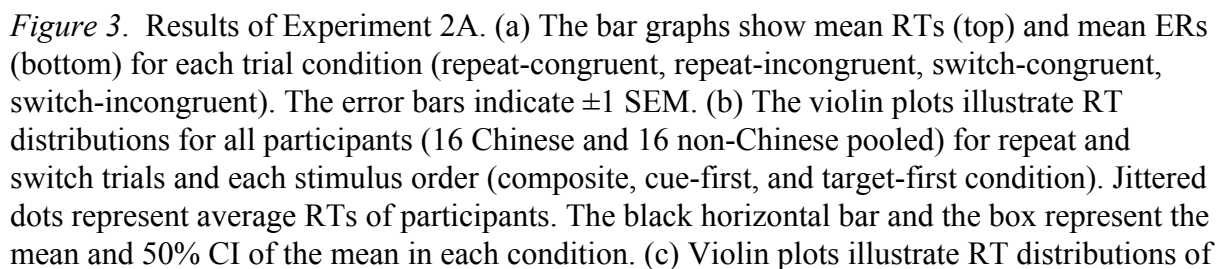 Figure 3.  Results of Experiment 2A. (a) The bar graphs show mean RTs (top) and mean ERs
(bottom) for each trial condition (repeat-congruent, repeat-incongruent, switch-congruent,
switch-incongruent). The error bars indicate ±1 SEM. (b) The violin plots illustrate RT
distributions for all participants (16 Chinese and 16 non-Chinese pooled) for repeat and
switch trials and each stimulus order (composite, cue-first, and target-first condition). Jittered
dots represent average RTs of participants. The black horizontal bar and the box represent the
mean and 50% CI of the mean in each condition. (c) Violin plots illustrate RT distributions of